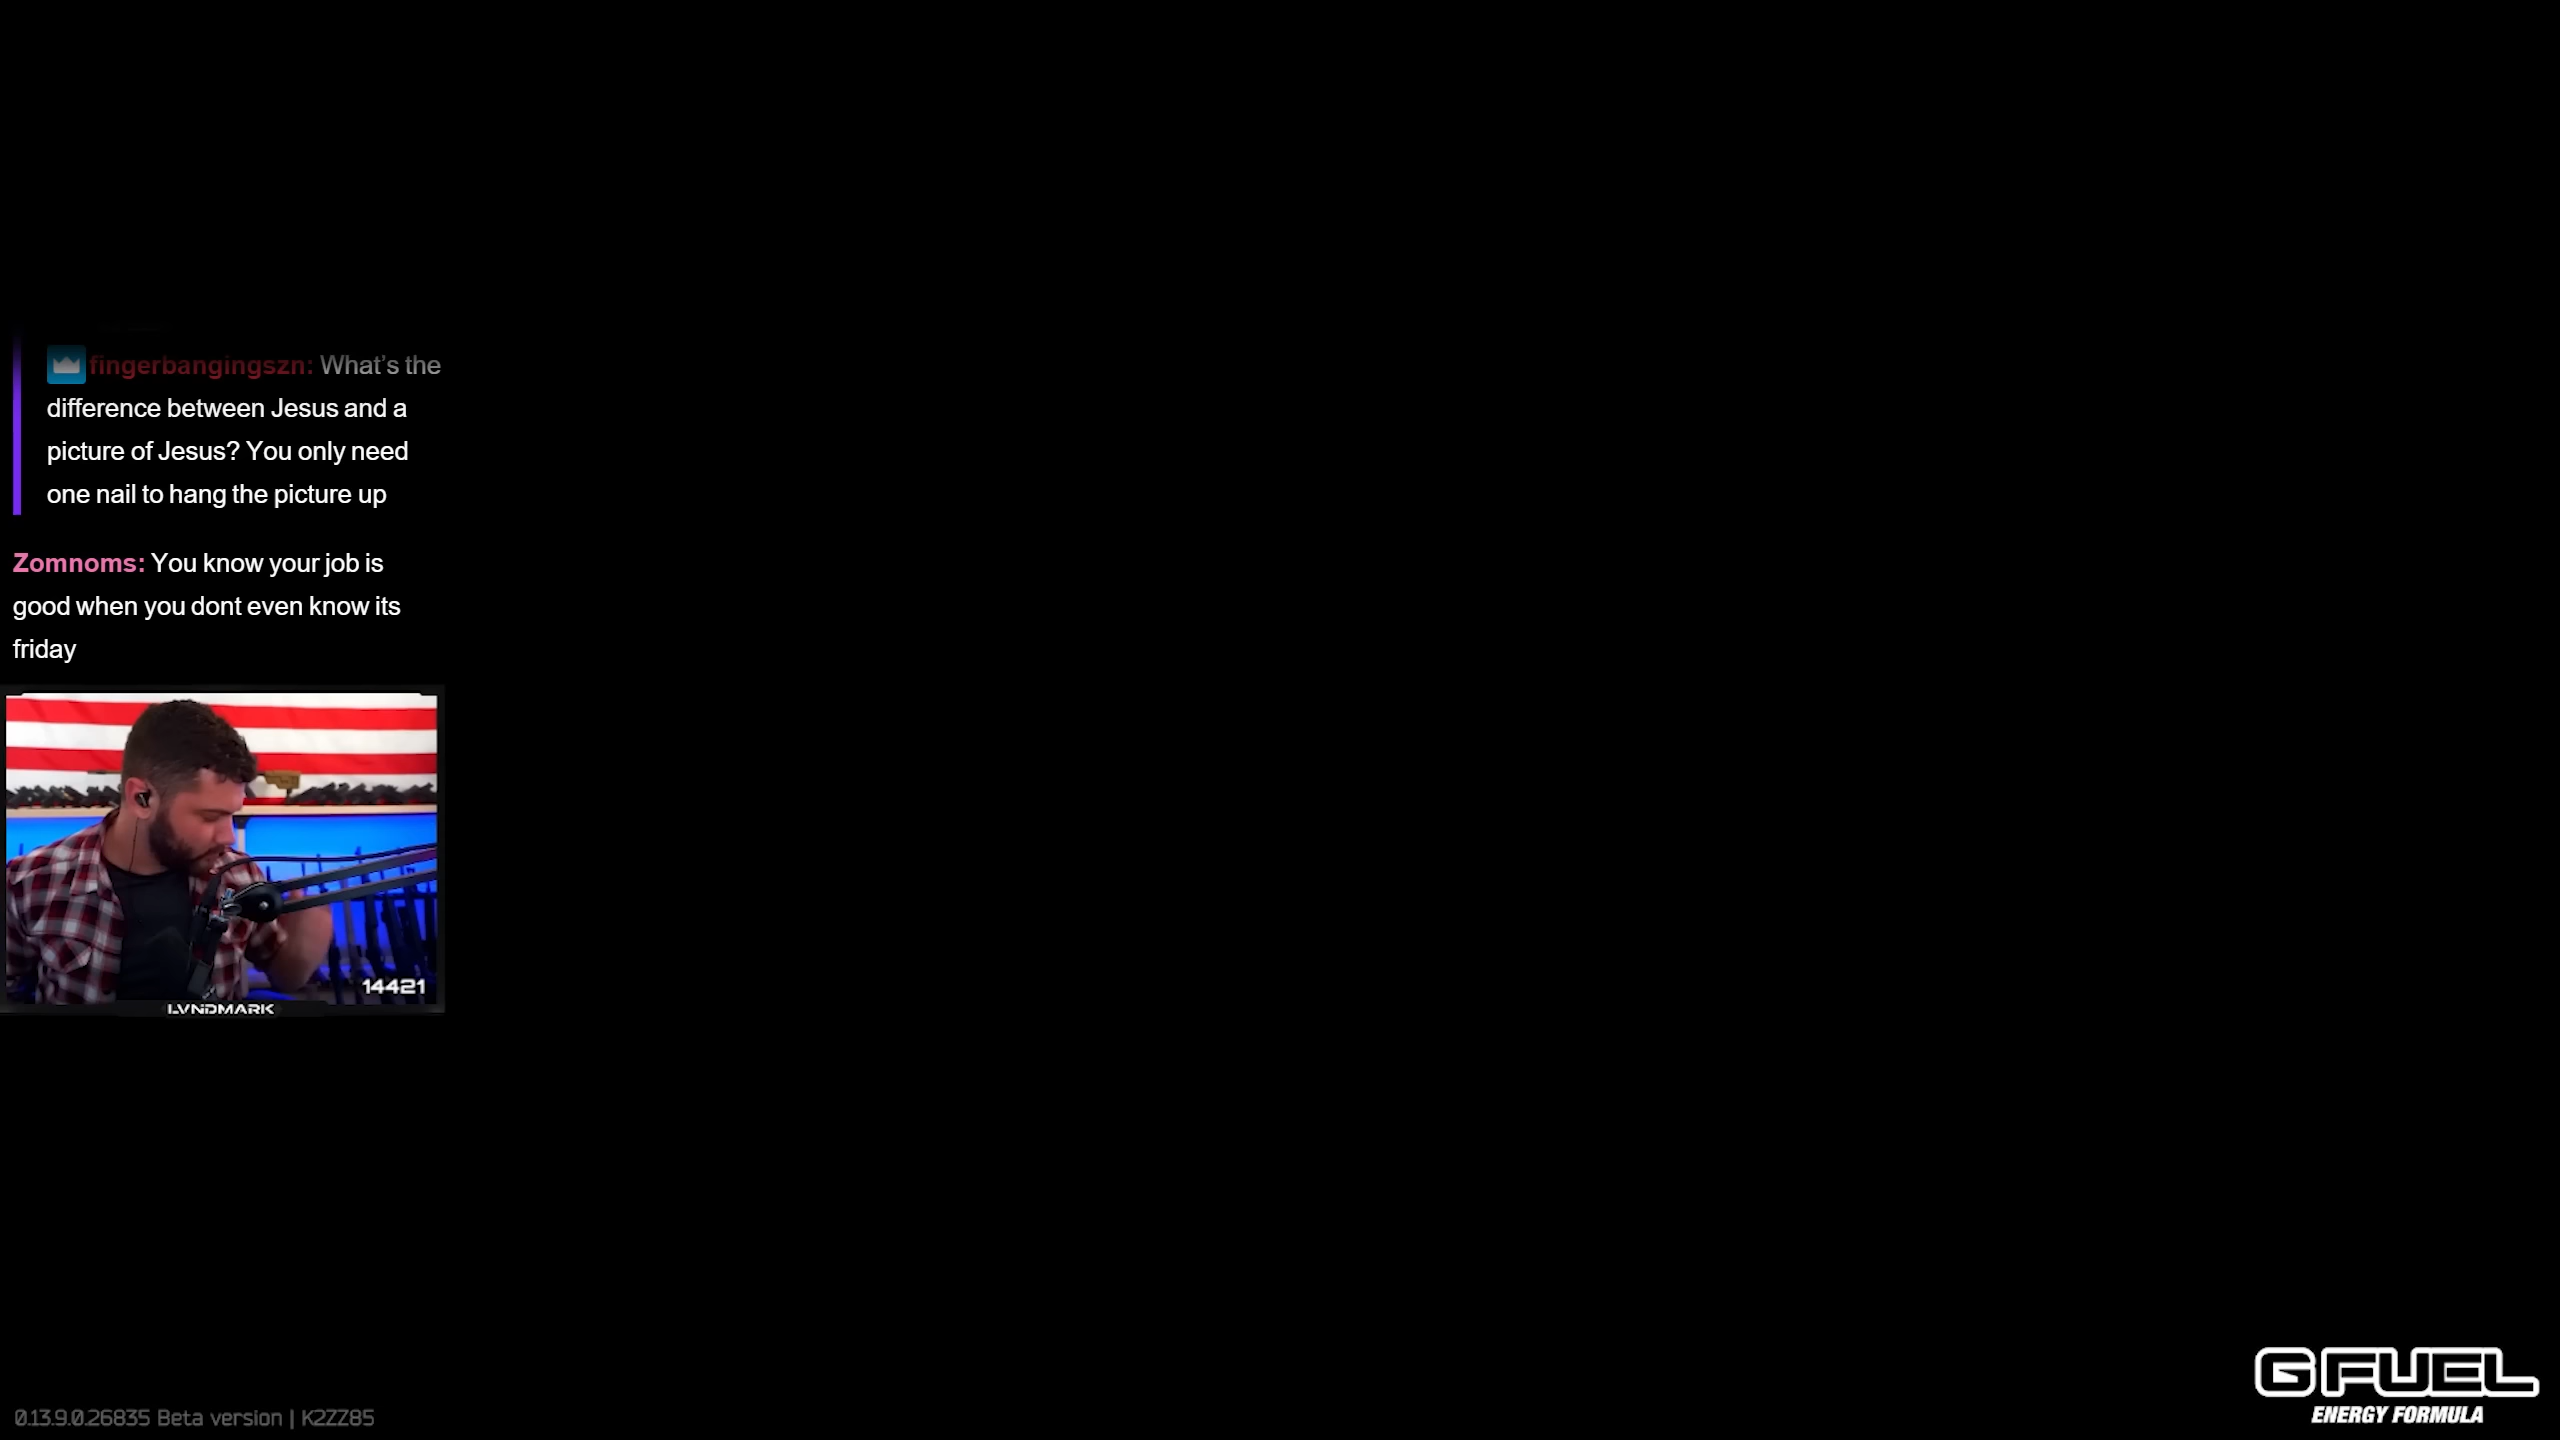 fingerbangingszn: What’s the
difference between Jesus and a
picture of Jesus? You only need
one nail to hang the picture up
Zomnoms: You know your job is
good when you dont even know its
friday
14421
LVNDMARK
G FUEL
ENERGY FORMULA
0.13.9.0.26835 Beta version | K2ZZ85